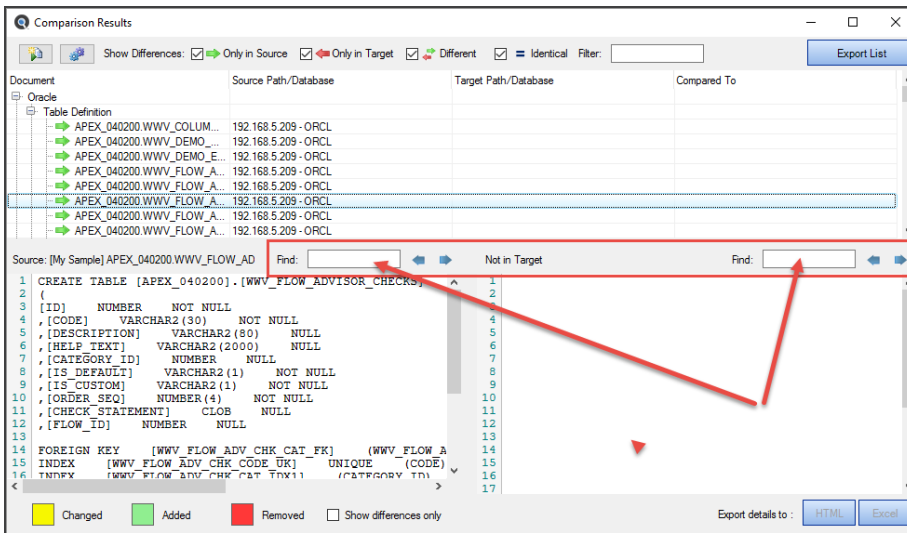 Comparison Results
Show Differences: Only in Source Only in Target Different = Identical Filter: Export List
Document Source Path/Database Target Path/Database Compared To
Oracle
Table Definition
APEX_040200.WWV_COLUM... 192.168.5.209 - ORCL
APEX_040200.WWV_DEMO_... 192.168.5.209 - ORCL
APEX_040200.WWV_DEMO_E... 192.168.5.209 - ORCL
APEX_040200.WWV_FLOW_A... 192.168.5.209 - ORCL
APEX_040200.WWV_FLOW_A... 192.168.5.209 - ORCL
APEX_040200.WWV_FLOW_A... 192.168.5.209 - ORCL
APEX_040200.WWV_FLOW_A... 192.168.5.209 - ORCL
APEX_040200.WWV_FLOW_A... 192.168.5.209 - ORCL
Source: [My Sample] APEX_040200.WWV_FLOW_AD Find: Not in Target Find:
1 CREATE TABLE [APEX_040200].[WWV_FLOW_ADVISOR_CHECKS] 1
2 ( 2
3 [ID] NUMBER NOT NULL 3
4 ,[CODE] VARCHAR2(30) NOT NULL 4
5 ,[DESCRIPTION] VARCHAR2(80) NULL 5
6 ,[HELP_TEXT] VARCHAR2(2000) NULL 6
7 ,[CATEGORY_ID] NUMBER NULL 7
8 ,[IS_DEFAULT] VARCHAR2(1) NOT NULL 8
9 ,[IS_CUSTOM] VARCHAR2(1) NOT NULL 9
10 ,[ORDER_SEQ] NUMBER(4) NOT NULL 10
11 ,[CHECK_STATEMENT] CLOB NULL 11
12 ,[FLOW_ID] NUMBER NULL 12
13 13
14 FOREIGN KEY [WWV_FLOW_ADV_CHK_CAT_FK] (WWV_FLOW_A 14
15 INDEX [WWV_FLOW_ADV_CHK_CODE_UK] UNIQUE (CODE) 15
16 INDEX [WWV_FLOW_ADV_CHK_CAT_IDX1] (CATEGORY_ID) 16
17
Changed Added Removed Show differences only Export details to : HTML Excel